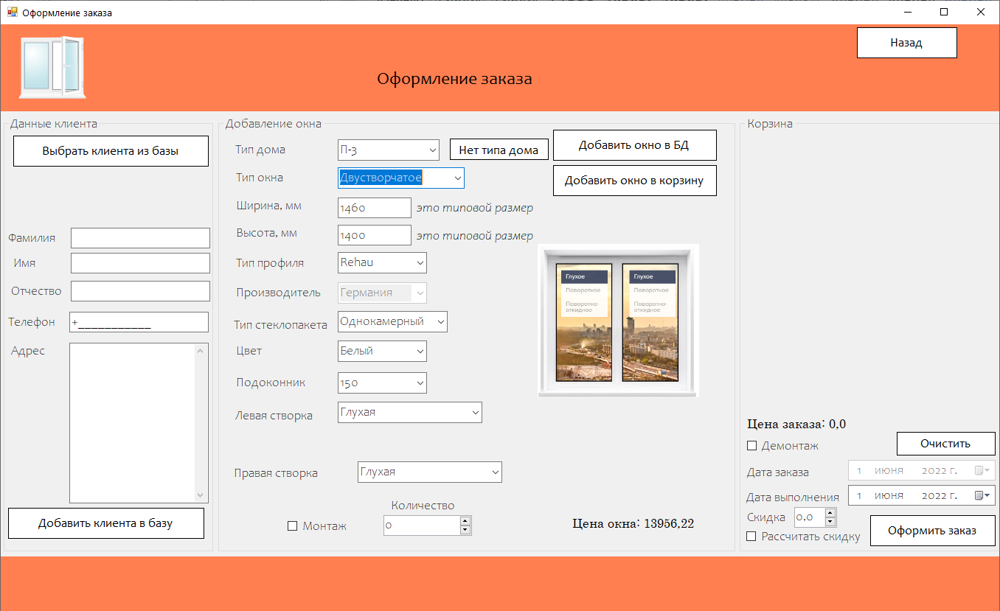 Оформление заказа
Назад
Оформление заказа
Данные клиента
Выбрать клиента из базы
Фамилия
Имя
Отчество
Телефон
+___________
Адрес
Добавить клиента в базу
Добавление окна
Тип дома
П-3
Нет типа дома
Добавить окно в БД
Тип окна
Двустворчатое
Добавить окно в корзину
Ширина, мм
1460
это типовой размер
Высота, мм
1400
это типовой размер
Тип профиля
Rehau
Производитель
Германия
Тип стеклопакета
Однокамерный
Цвет
Белый
Подоконник
150
Левая створка
Глухая
Правая створка
Глухая
Глухое
Поворотное
Поворотно-
откидное
Глухое
Поворотное
Поворотно-
откидное
Количество
Монтаж
0
Цена окна: 13956,22
Корзина
Цена заказа: 0,0
Демонтаж
Очистить
Дата заказа
1 июня 2022 г.
Дата выполнения
1 июня 2022 г.
Скидка
0,0
Рассчитать скидку
Оформить заказ